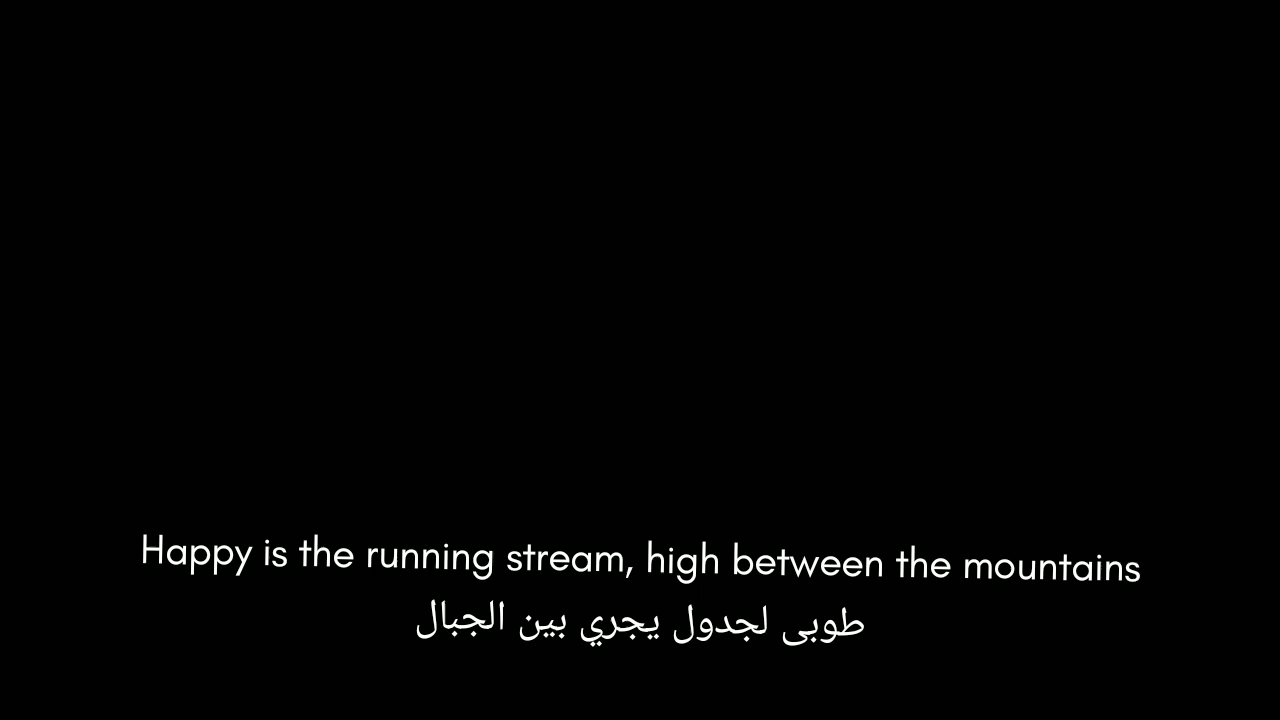 Happy is the running stream, high between the mountains
طوبى لجدول يجري بين الجبال